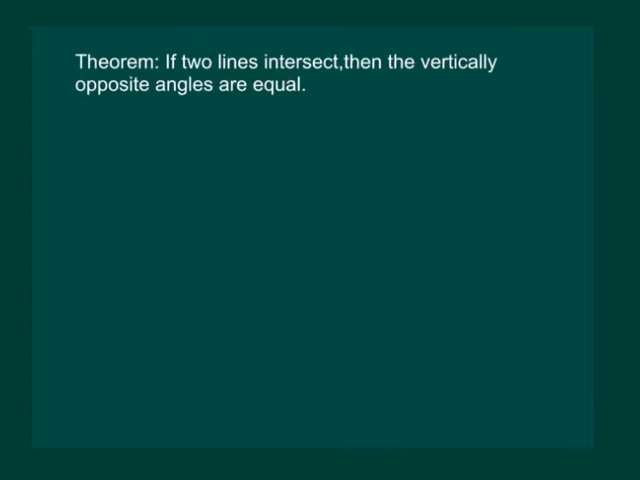 Theorem: If two lines intersect,then the vertically
opposite angles are equal.